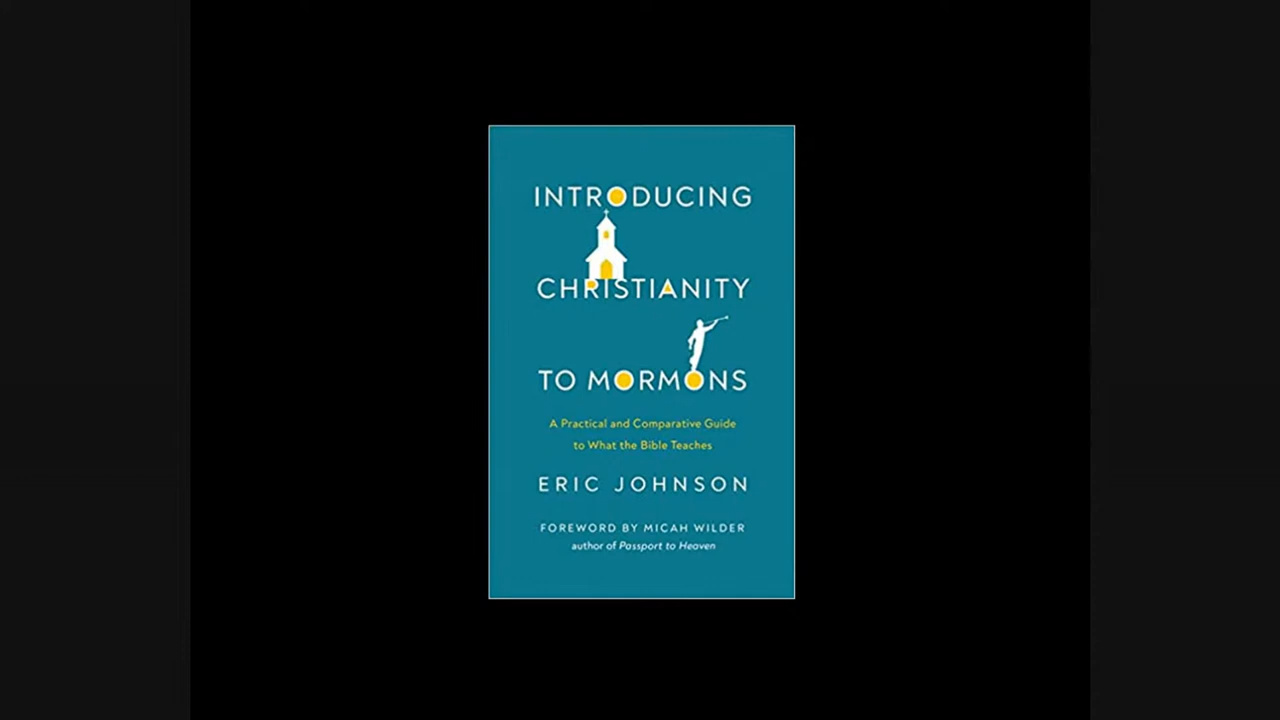 INTRODUCING
CHRISTIANITY
TO MORMONS
A Practical and Comparative Guide
to What the Bible Teaches
ERIC JOHNSON
FOREWORD BY MICAH WILDER
author of Passport to Heaven